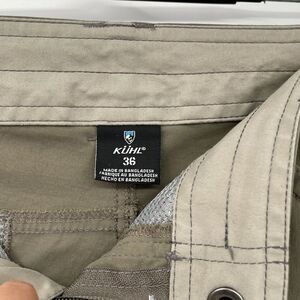 KÜHL®
36
MADE IN BANGLADESH
FABRIQUÉ AU BANGLADESH
HECHO EN BANGLADESH